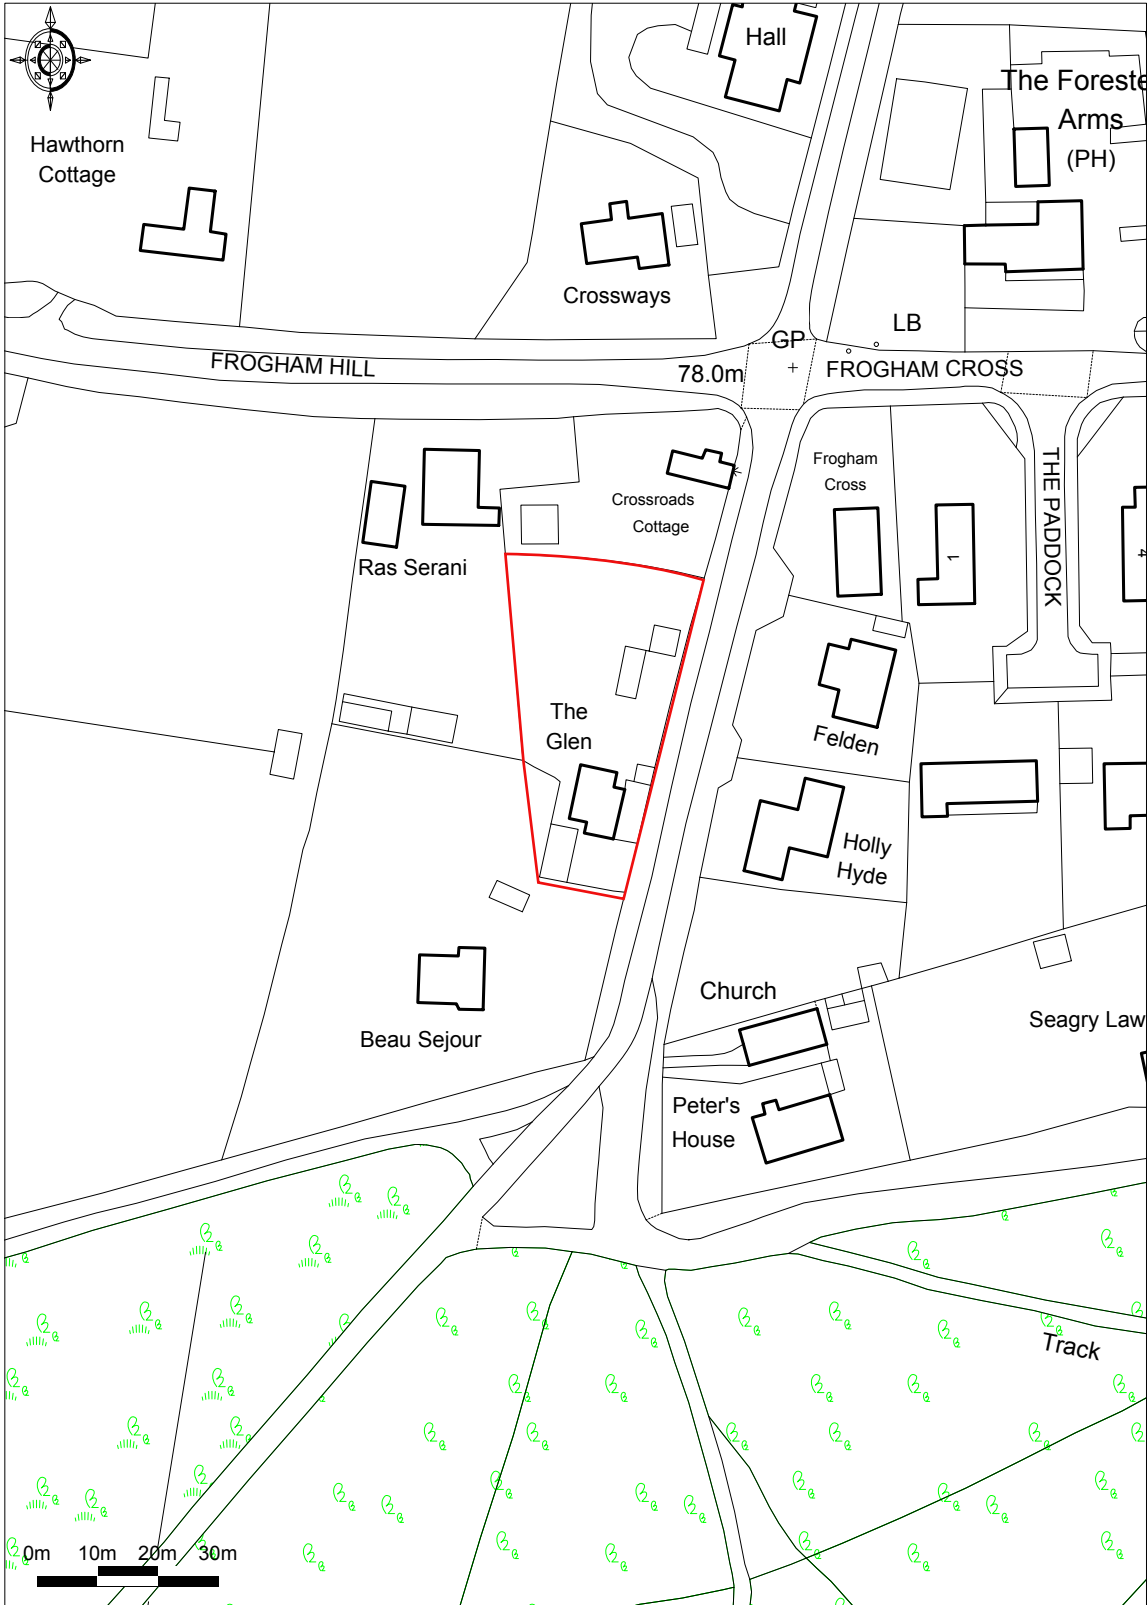 Hall
The Foreste
Arms
(PH)
Hawthorn
Cottage
Crossways
LB
GP
FROGHAM HILL
78.0m
FROGHAM CROSS
Frogham
Cross
Crossroads
Cottage
THE PADDOCK
1
4
Ras Serani
The
Glen
Felden
Holly
Hyde
Church
Seagry Law
Beau Sejour
Peter's
House
Track
0m 10m 20m 30m